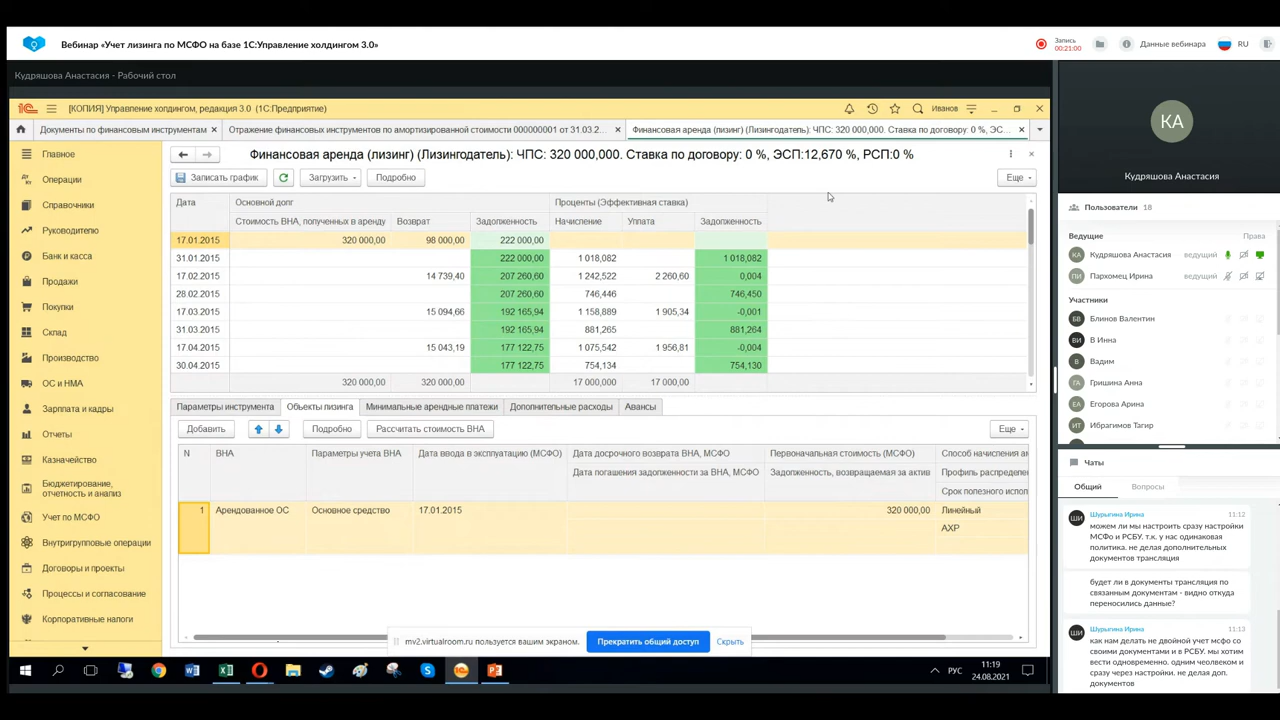 Вебинар «Учет лизинга по МСФО на базе 1С:Управление холдингом 3.0»
Запись
00:21:00
Данные вебинара
RU
Кудряшова Анастасия - Рабочий стол
[КОПИЯ] Управление холдингом, редакция 3.0 (1С:Предприятие)
Иванов
Документы по финансовым инструментам
Отражение финансовых инструментов по амортизированной стоимости 000000001 от 31.03.2...
Финансовая аренда (лизинг) (Лизингодатель): ЧПС: 320 000,000. Ставка по договору: 0 %, ЭС...
Главное
Операции
Справочники
Руководителю
Банк и касса
Продажи
Покупки
Склад
Производство
ОС и НМА
Зарплата и кадры
Отчеты
Казначейство
Бюджетирование,
отчетность и анализ
Учет по МСФО
Внутригрупповые операции
Договоры и проекты
Процессы и согласование
Корпоративные налоги
Финансовая аренда (лизинг) (Лизингодатель): ЧПС: 320 000,000. Ставка по договору: 0 %, ЭСП:12,670 %, РСП:0 %
Записать график
Загрузить
Подробно
Еще
Дата Основной долг Проценты (Эффективная ставка)
Стоимость ВНА, полученных в аренду Возврат Задолженность Начисление Уплата Задолженность
17.01.2015 320 000,00 98 000,00 222 000,00
31.01.2015 222 000,00 1 018,082 1 018,082
17.02.2015 14 739,40 207 260,60 1 242,522 2 260,60 0,004
28.02.2015 207 260,60 746,446 746,450
17.03.2015 15 094,66 192 165,94 1 158,889 1 905,34 -0,001
31.03.2015 192 165,94 881,265 881,264
17.04.2015 15 043,19 177 122,75 1 075,542 1 956,81 -0,004
30.04.2015 177 122,75 754,134 754,130
320 000,00 320 000,00 17 000,000 17 000,00
Параметры инструмента Объекты лизинга Минимальные арендные платежи Дополнительные расходы Авансы
Добавить Подробно Рассчитать стоимость ВНА Еще
N ВНА Параметры учета ВНА Дата ввода в эксплуатацию (МСФО) Дата досрочного возврата ВНА, МСФО Первоначальная стоимость (МСФО) Способ начисления ам
Дата погашения задолженности за ВНА, МСФО Задолженность, возвращаемая за актив Профиль распределен
Срок полезного испол
1 Арендованное ОС Основное средство 17.01.2015 320 000,00 Линейный
АХР
mv2.virtualroom.ru пользуется вашим экраном.
Прекратить общий доступ
Скрыть
РУС
11:19
24.08.2021
КА
Кудряшова Анастасия
Пользователи 18
Ведущие Права
КА Кудряшова Анастасия ведущий
ПИ Пархомец Ирина ведущий
Участники
БВ Блинов Валентин
ВИ В Инна
В Вадим
ГА Гришина Анна
ЕА Егорова Арина
ИТ Ибрагимов Тагир
Чаты
Общий Вопросы
ШИ Шурыгина Ирина 11:12
можем ли мы настроить сразу настройки
МСФо и РСБУ. т.к. у нас одинаковая
политика. не делая дополнительных
документов трансляция
будет ли в документы трансляция по
связанным документам - видно откуда
переносились данные?
ШИ Шурыгина Ирина 11:13
как нам делать не двойной учет мсфо со
своими документами и в РСБУ. мы хотим
вести одновременно. одним чеолвеком и
сразу через настройки. не делая доп.
документов